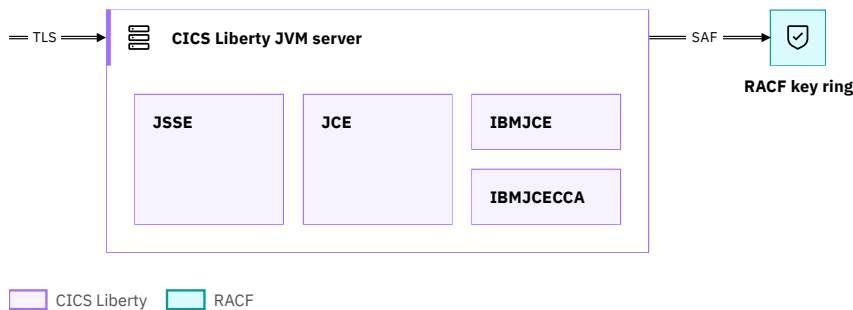 TLS
CICS Liberty JVM server
SAF
RACF key ring
JSSE
JCE
IBMJCE
IBMJCECCA
CICS Liberty
RACF